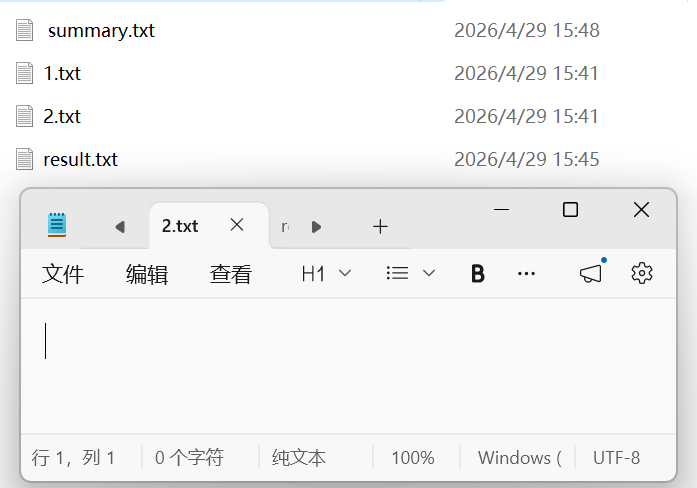 summary.txt 2026/4/29 15:48
1.txt 2026/4/29 15:41
2.txt 2026/4/29 15:41
result.txt 2026/4/29 15:45
2.txt
文件 编辑 查看 H1 B
行 1，列 1 0 个字符 纯文本 100% Windows ( UTF-8